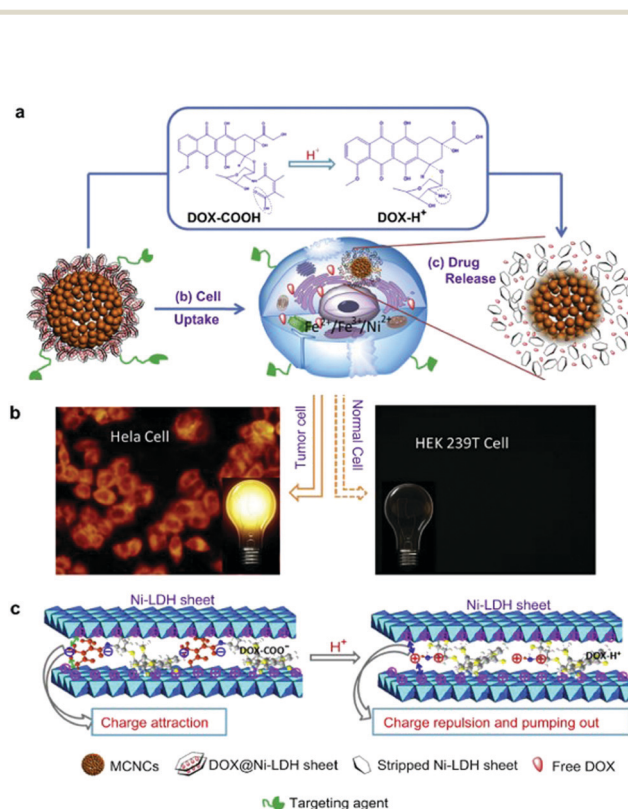 a
H⁺
DOX-COOH
DOX-H⁺
(b) Cell
Uptake
(c) Drug
Release
Fe²⁺/Fe³⁺/Ni²⁺
b
Hela Cell
Tumor cell
Normal Cell
HEK 239T Cell
c
Ni-LDH sheet
Ni-LDH sheet
DOX-COO⁻
H⁺
DOX-H⁺
Charge attraction
Charge repulsion and pumping out
MCNCs
DOX@Ni-LDH sheet
Stripped Ni-LDH sheet
Free DOX
Targeting agent